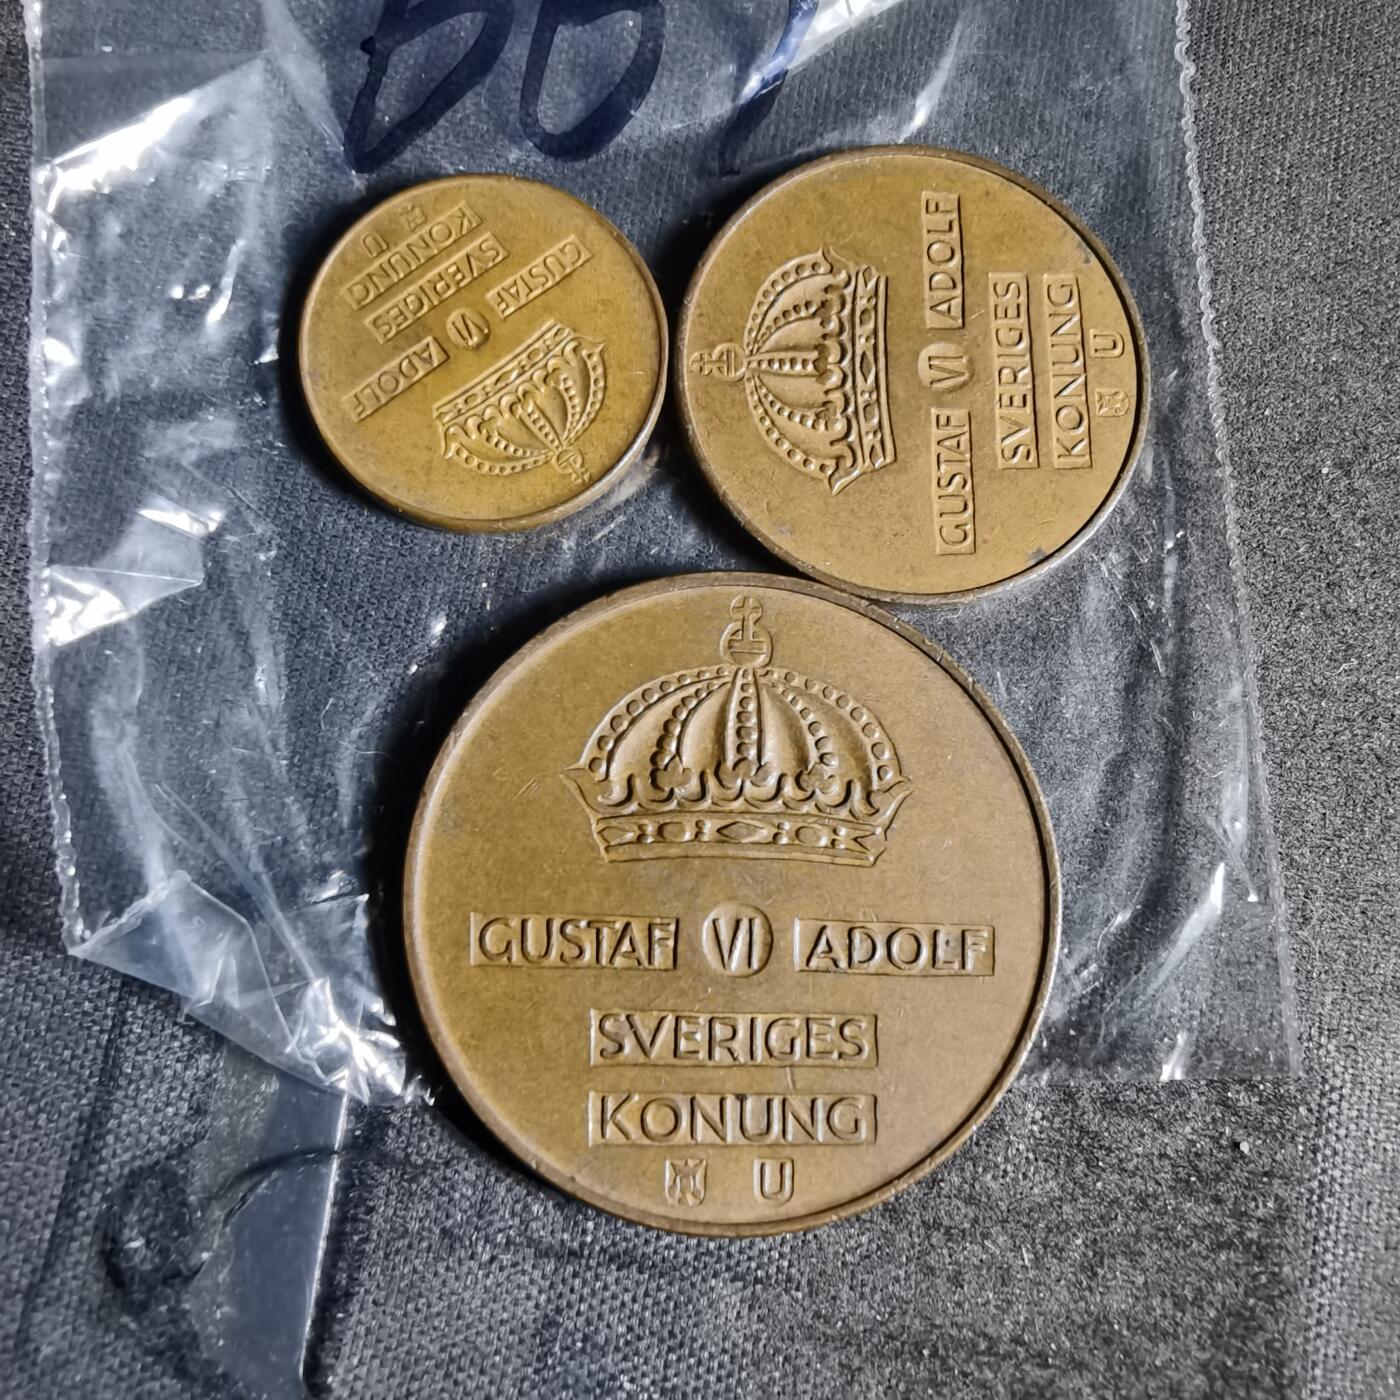 GUSTAF VI ADOLF
SVERIGES
KONUNG
U
GUSTAF VI ADOLF
SVERIGES
KONUNG
U
GUSTAF VI ADOLF
SVERIGES
KONUNG
U